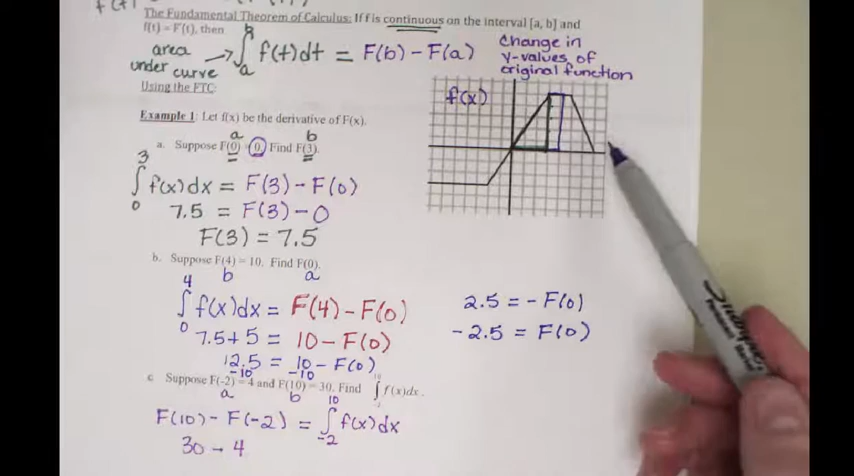 The Fundamental Theorem of Calculus: If f is continuous on the interval [a, b] and
f(t) = F'(t), then
area
under curve → ∫ₐᵇ f(t)dt = F(b) - F(a)
change in
y-values of
original function
Using the FTC:
f(x)
Example 1: Let f(x) be the derivative of F(x).
a b
a. Suppose F(0) = 0. Find F(3).
∫₀³ f(x)dx = F(3) - F(0)
7.5 = F(3) - 0
F(3) = 7.5
b. Suppose F(4) = 10. Find F(0).
b a
∫₀⁴ f(x)dx = F(4) - F(0)
7.5 + 5 = 10 - F(0)
12.5 = 10 - F(0)
-10 -10
2.5 = -F(0)
-2.5 = F(0)
c. Suppose F(-2) = 4 and F(10) = 30. Find ∫ f(x)dx.
a b
F(10) - F(-2) = ∫₋₂¹⁰ f(x)dx
30 - 4
Sharpie